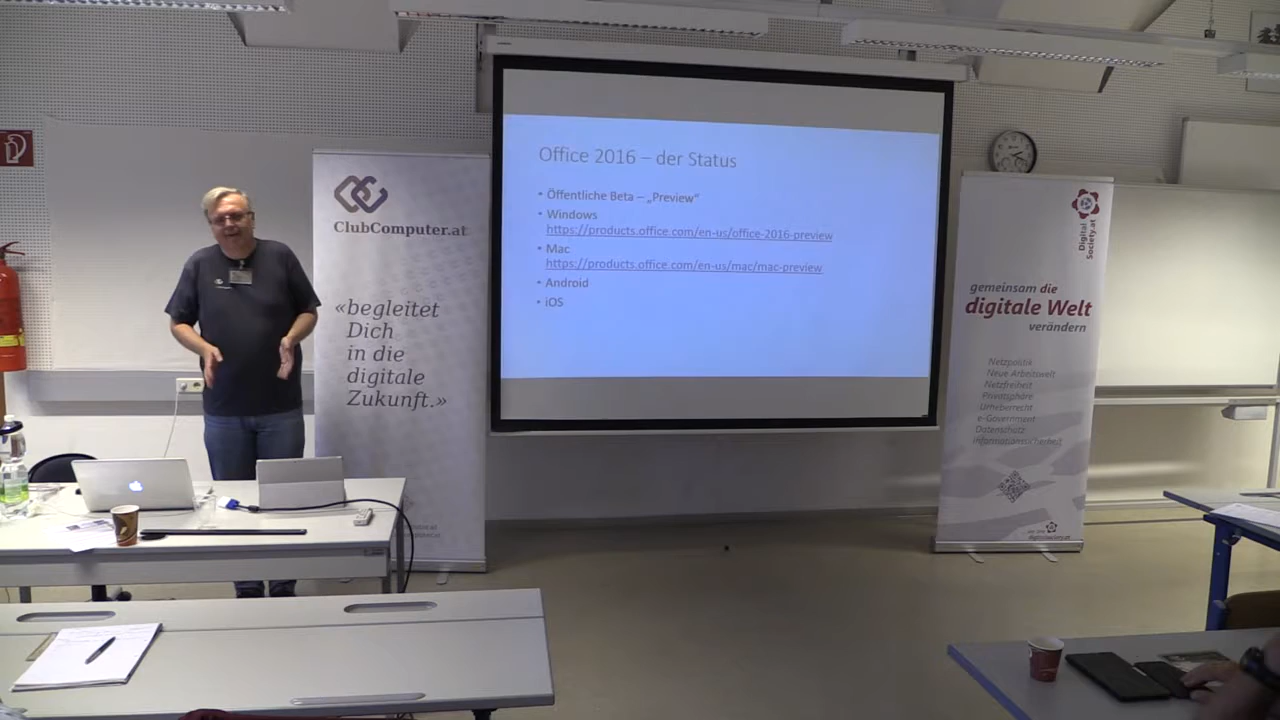 ClubComputer.at
«begleitet
Dich
in die
digitale
Zukunft.»
Office 2016 – der Status
• Öffentliche Beta – „Preview“
• Windows
https://products.office.com/en-us/office-2016-preview
• Mac
https://products.office.com/en-us/mac/mac-preview
• Android
• iOS
Digital
Society.at
gemeinsam die
digitale Welt
verändern
Netzpolitik
Neue Arbeitswelt
Netzfreiheit
Privatsphäre
Urheberrecht
e-Government
Datenschutz
Informationssicherheit